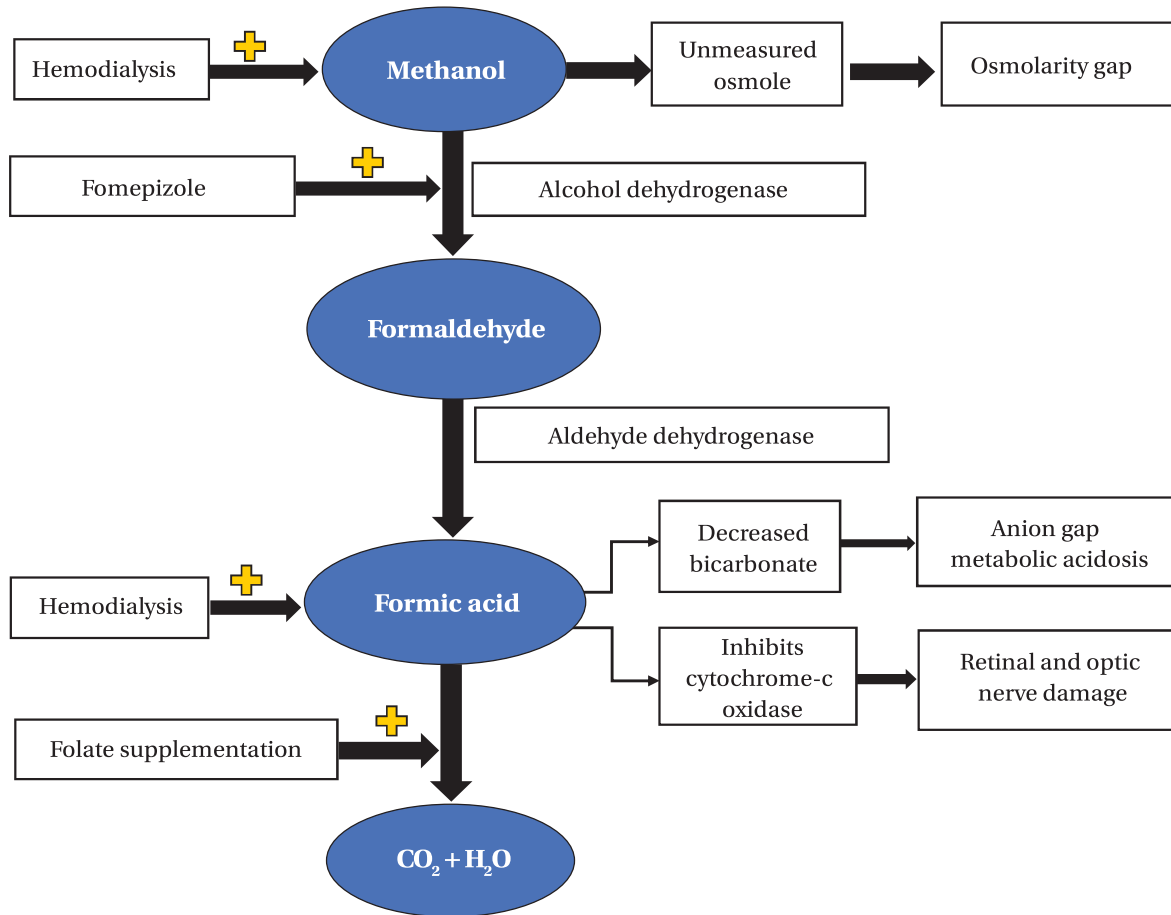 Hemodialysis
Methanol
Unmeasured
osmole
Osmolarity gap
Fomepizole
Alcohol dehydrogenase
Formaldehyde
Aldehyde dehydrogenase
Hemodialysis
Formic acid
Decreased
bicarbonate
Anion gap
metabolic acidosis
Inhibits
cytochrome-c
oxidase
Retinal and optic
nerve damage
Folate supplementation
CO₂ + H₂O